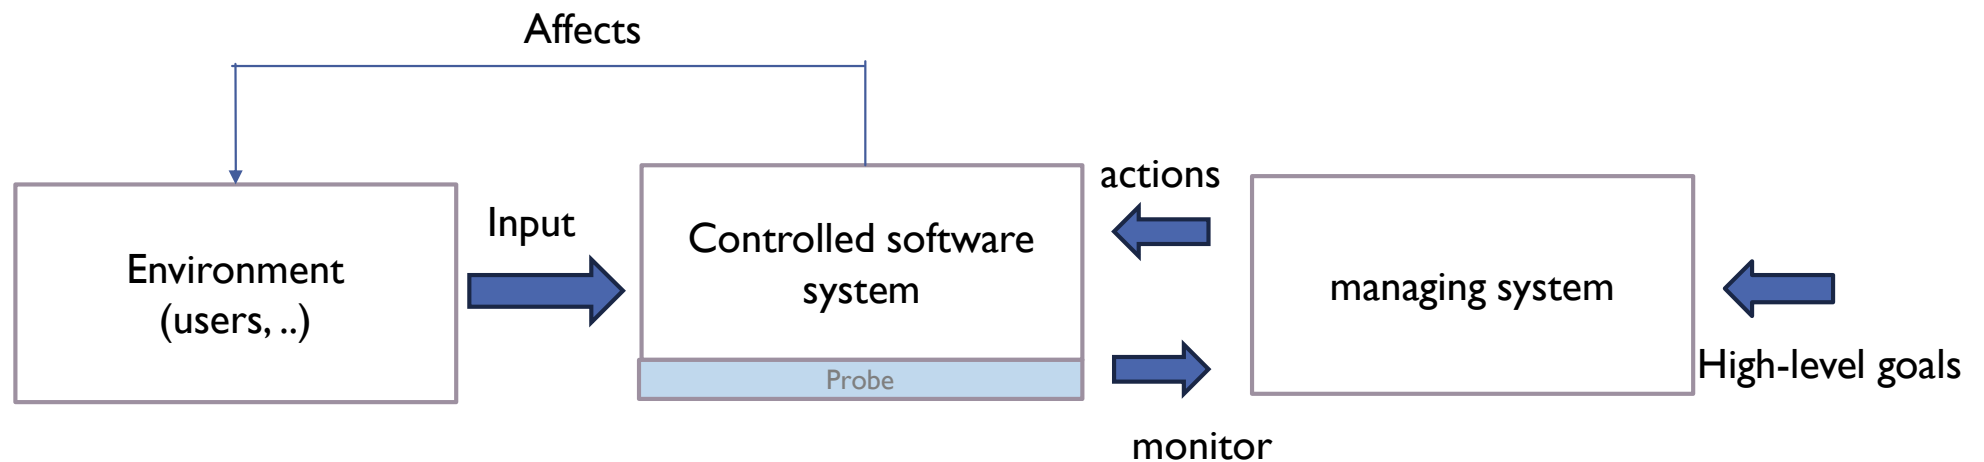 Affects
Environment
(users, ..)
Input
Controlled software
system
Probe
actions
monitor
managing system
High-level goals